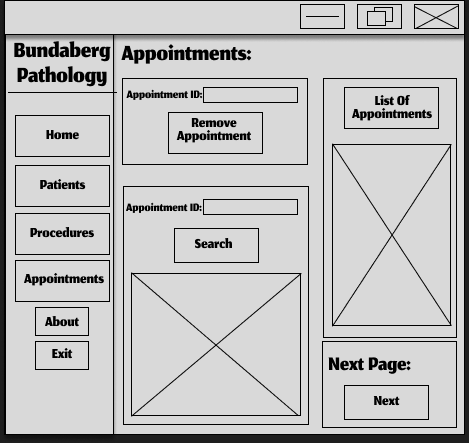 Bundaberg
Pathology
Home
Patients
Procedures
Appointments
About
Exit
Appointments:
Appointment ID:
Remove
Appointment
Appointment ID:
Search
List Of
Appointments
Next Page:
Next